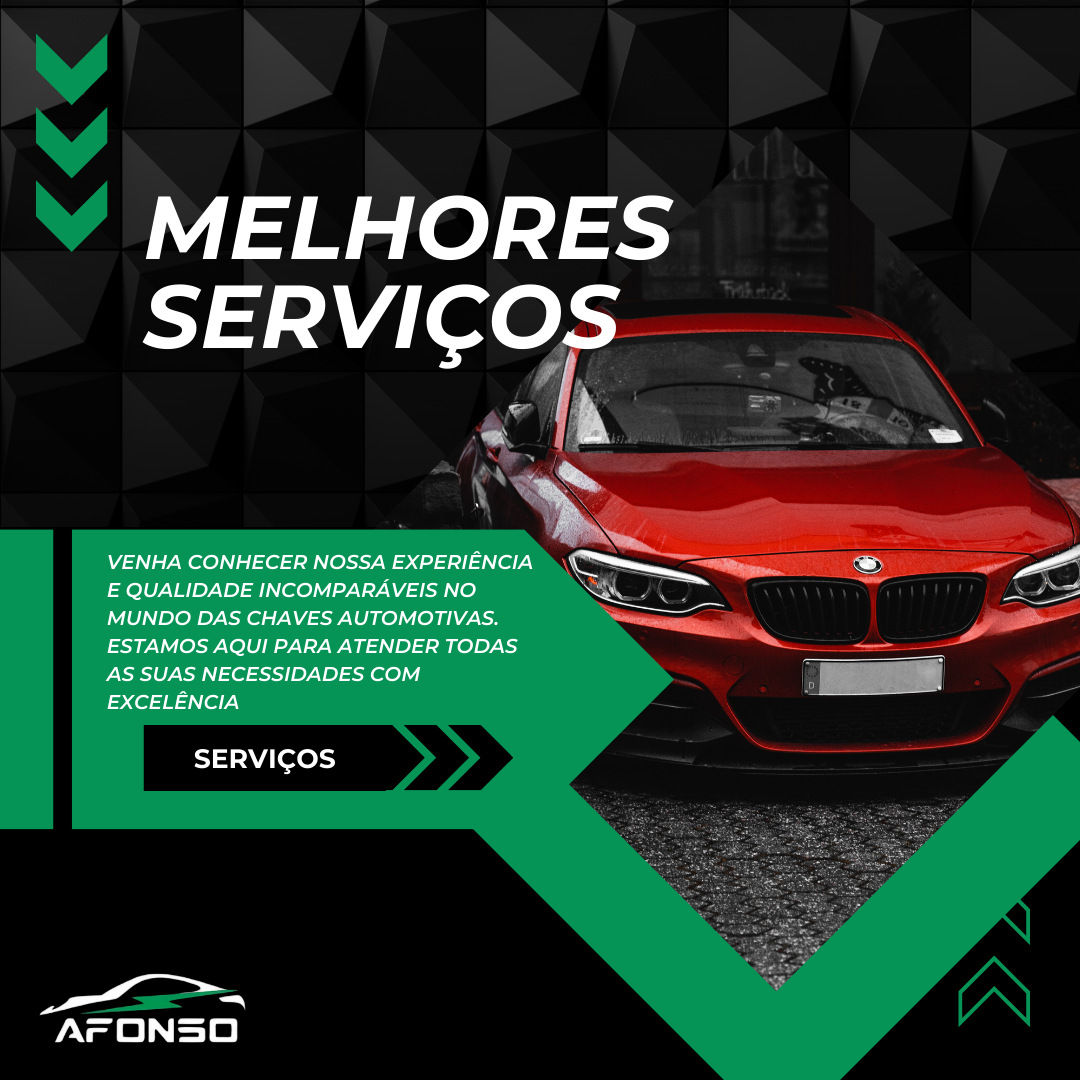 MELHORES
SERVIÇOS
VENHA CONHECER NOSSA EXPERIÊNCIA
E QUALIDADE INCOMPARÁVEIS NO
MUNDO DAS CHAVES AUTOMOTIVAS.
ESTAMOS AQUI PARA ATENDER TODAS
AS SUAS NECESSIDADES COM
EXCELÊNCIA
SERVIÇOS
AFONSO